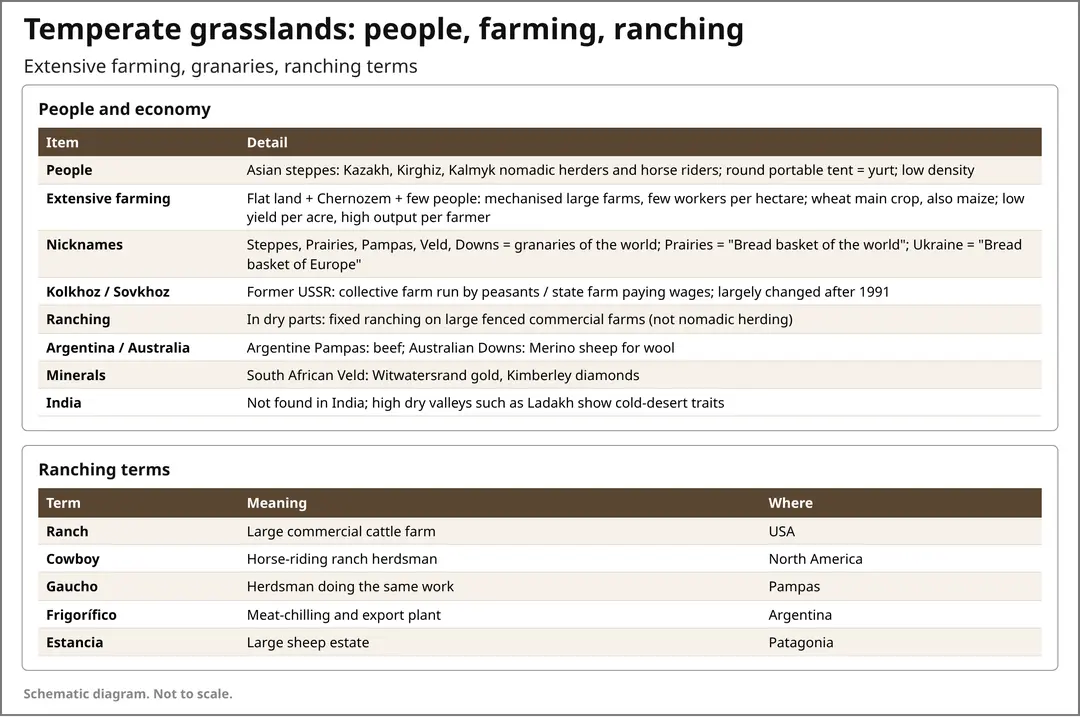 Temperate grasslands: people, farming, ranching
Extensive farming, granaries, ranching terms
People and economy
Item Detail
People Asian steppes: Kazakh, Kirghiz, Kalmyk nomadic herders and horse riders; round portable tent = yurt; low density
Extensive farming Flat land + Chernozem + few people: mechanised large farms, few workers per hectare; wheat main crop, also maize; low
yield per acre, high output per farmer
Nicknames Steppes, Prairies, Pampas, Veld, Downs = granaries of the world; Prairies = "Bread basket of the world"; Ukraine = "Bread
basket of Europe"
Kolkhoz / Sovkhoz Former USSR: collective farm run by peasants / state farm paying wages; largely changed after 1991
Ranching In dry parts: fixed ranching on large fenced commercial farms (not nomadic herding)
Argentina / Australia Argentine Pampas: beef; Australian Downs: Merino sheep for wool
Minerals South African Veld: Witwatersrand gold, Kimberley diamonds
India Not found in India; high dry valleys such as Ladakh show cold-desert traits
Ranching terms
Term Meaning Where
Ranch Large commercial cattle farm USA
Cowboy Horse-riding ranch herdsman North America
Gaucho Herdsman doing the same work Pampas
Frigorífico Meat-chilling and export plant Argentina
Estancia Large sheep estate Patagonia
Schematic diagram. Not to scale.